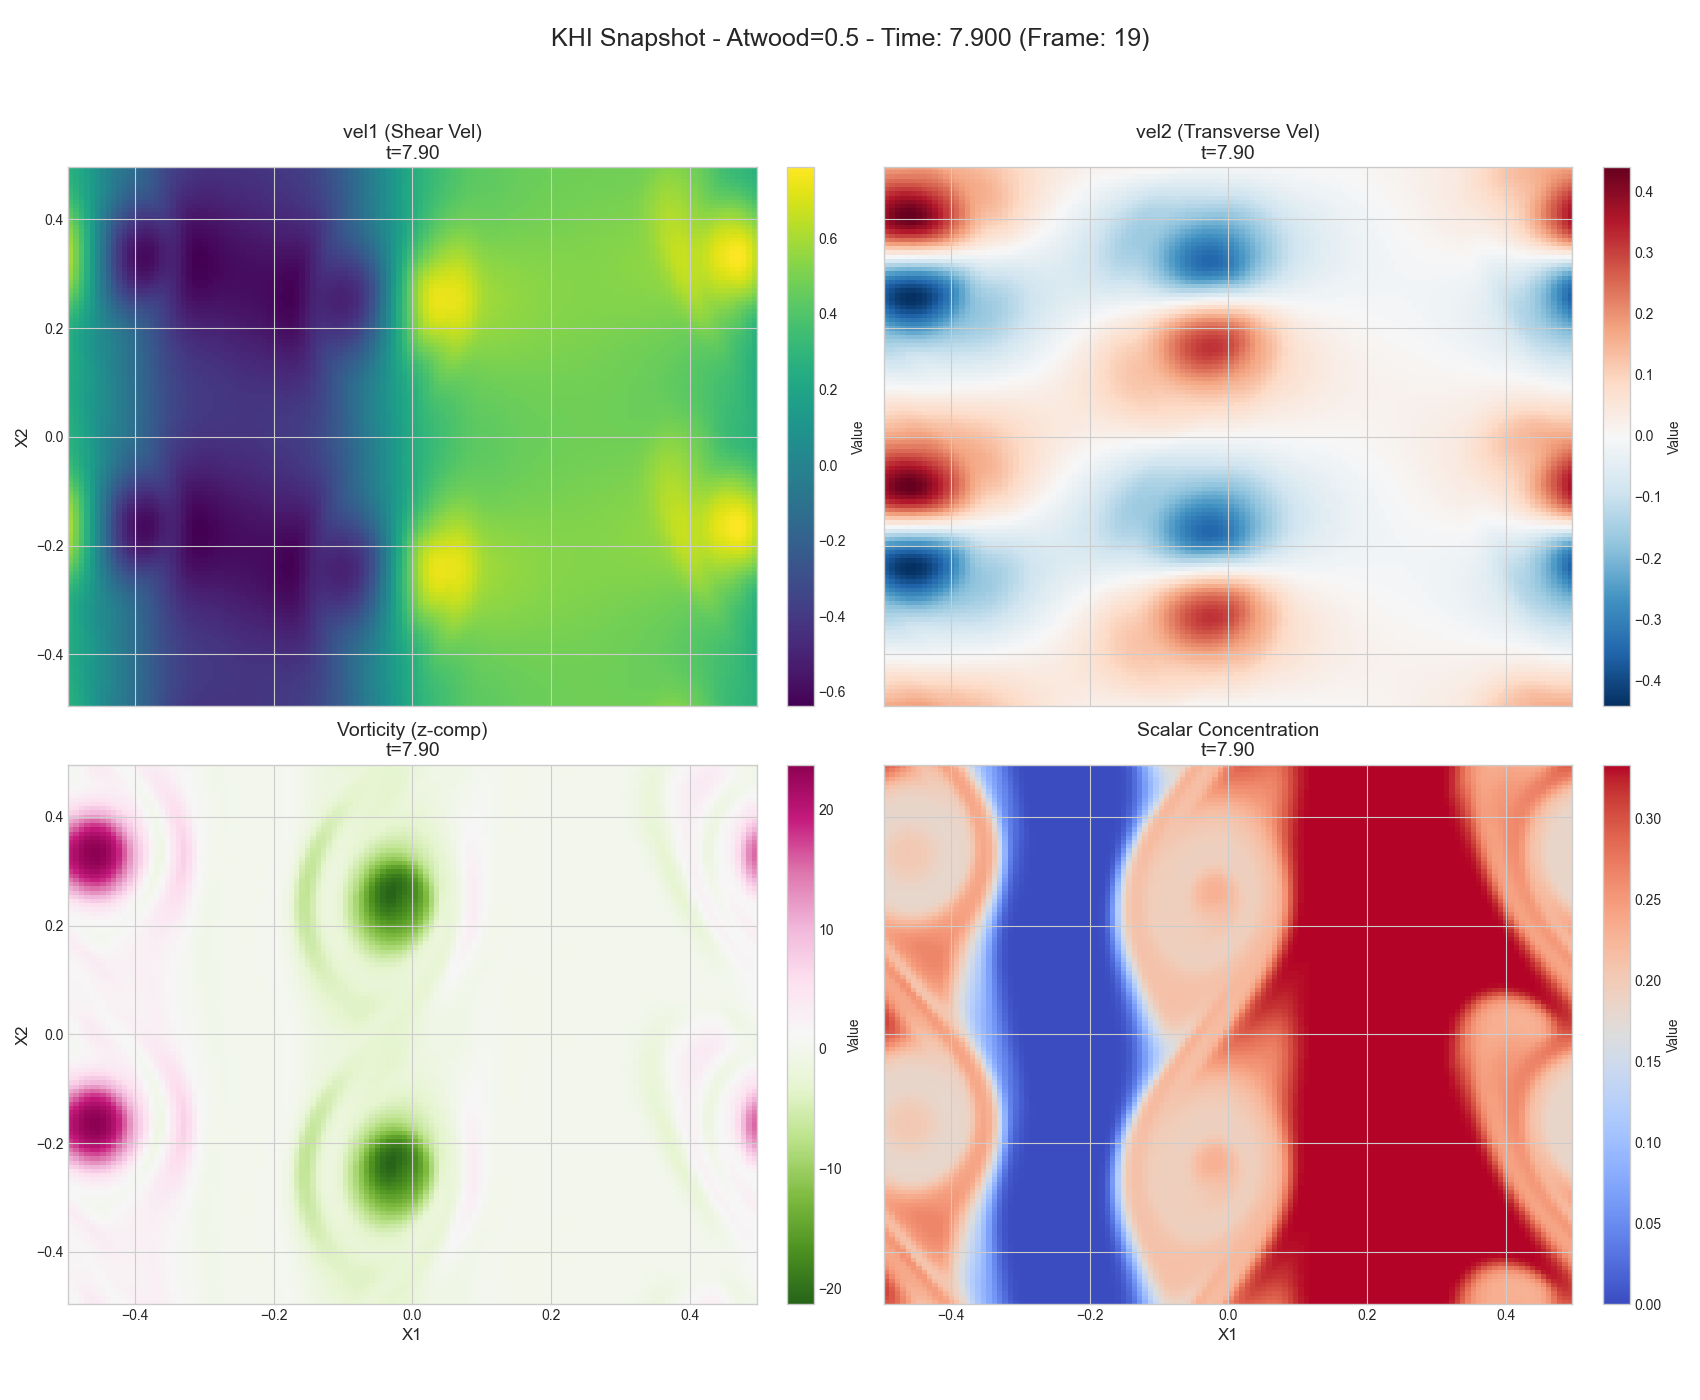 KHI Snapshot - Atwood=0.5 - Time: 7.900 (Frame: 19)
vel1 (Shear Vel)
t=7.90
vel2 (Transverse Vel)
t=7.90
X2
0.4
0.2
0.0
−0.2
−0.4
0.6
0.4
0.2
0.0
−0.2
−0.4
−0.6
Value
0.4
0.3
0.2
0.1
0.0
−0.1
−0.2
−0.3
−0.4
Value
Vorticity (z-comp)
t=7.90
Scalar Concentration
t=7.90
X2
0.4
0.2
0.0
−0.2
−0.4
−0.4
−0.2
0.0
0.2
0.4
X1
20
10
0
−10
−20
Value
−0.4
−0.2
0.0
0.2
0.4
X1
0.30
0.25
0.20
0.15
0.10
0.05
0.00
Value